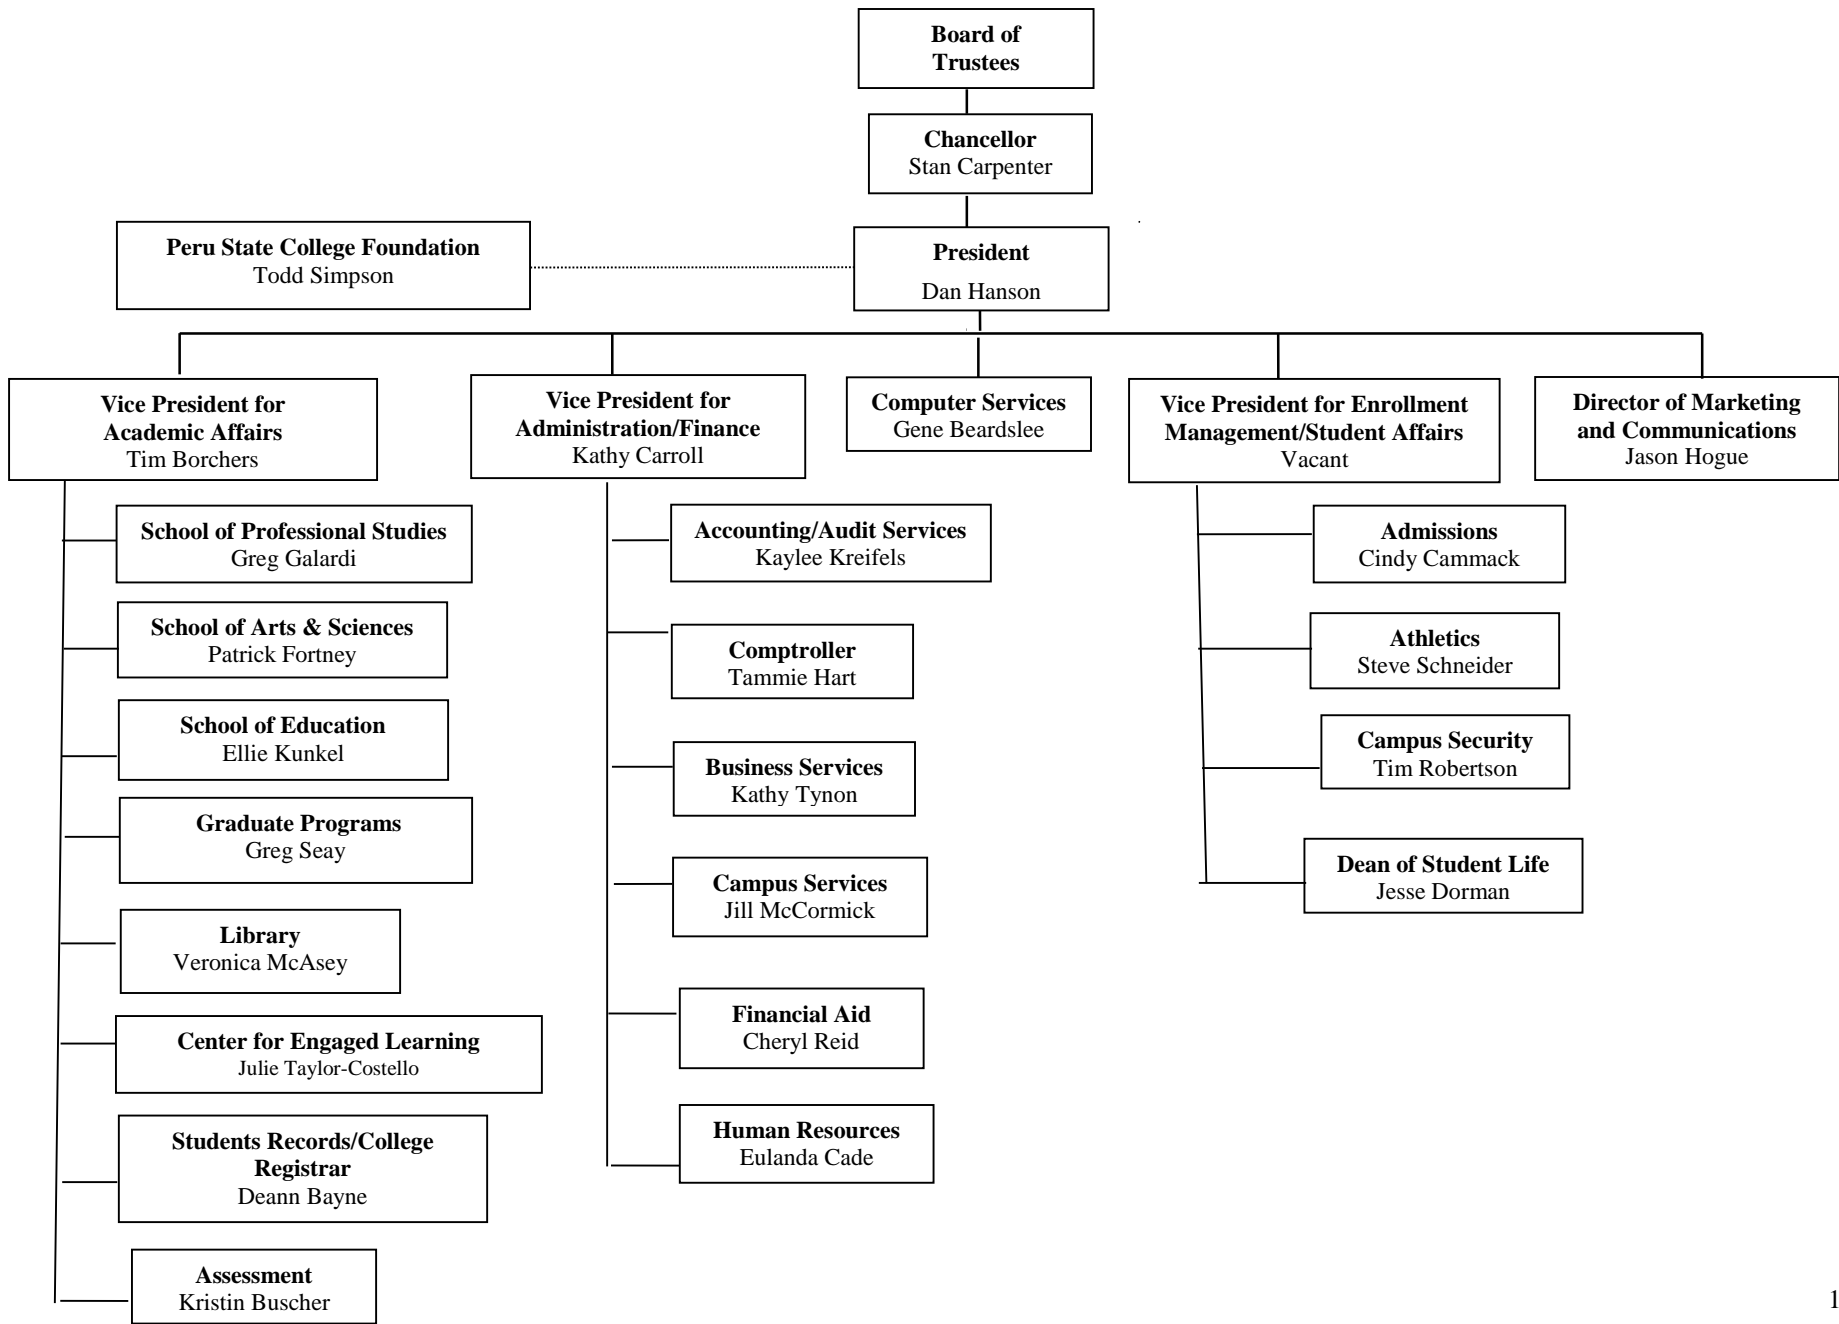 Board of
Trustees
Chancellor
Stan Carpenter
Peru State College Foundation
Todd Simpson
President
Dan Hanson
Vice President for
Academic Affairs
Tim Borchers
Vice President for
Administration/Finance
Kathy Carroll
Computer Services
Gene Beardslee
Vice President for Enrollment
Management/Student Affairs
Vacant
Director of Marketing
and Communications
Jason Hogue
School of Professional Studies
Greg Galardi
School of Arts & Sciences
Patrick Fortney
School of Education
Ellie Kunkel
Graduate Programs
Greg Seay
Library
Veronica McAsey
Center for Engaged Learning
Julie Taylor-Costello
Students Records/College
Registrar
Deann Bayne
Assessment
Kristin Buscher
Accounting/Audit Services
Kaylee Kreifels
Comptroller
Tammie Hart
Business Services
Kathy Tynon
Campus Services
Jill McCormick
Financial Aid
Cheryl Reid
Human Resources
Eulanda Cade
Admissions
Cindy Cammack
Athletics
Steve Schneider
Campus Security
Tim Robertson
Dean of Student Life
Jesse Dorman
1